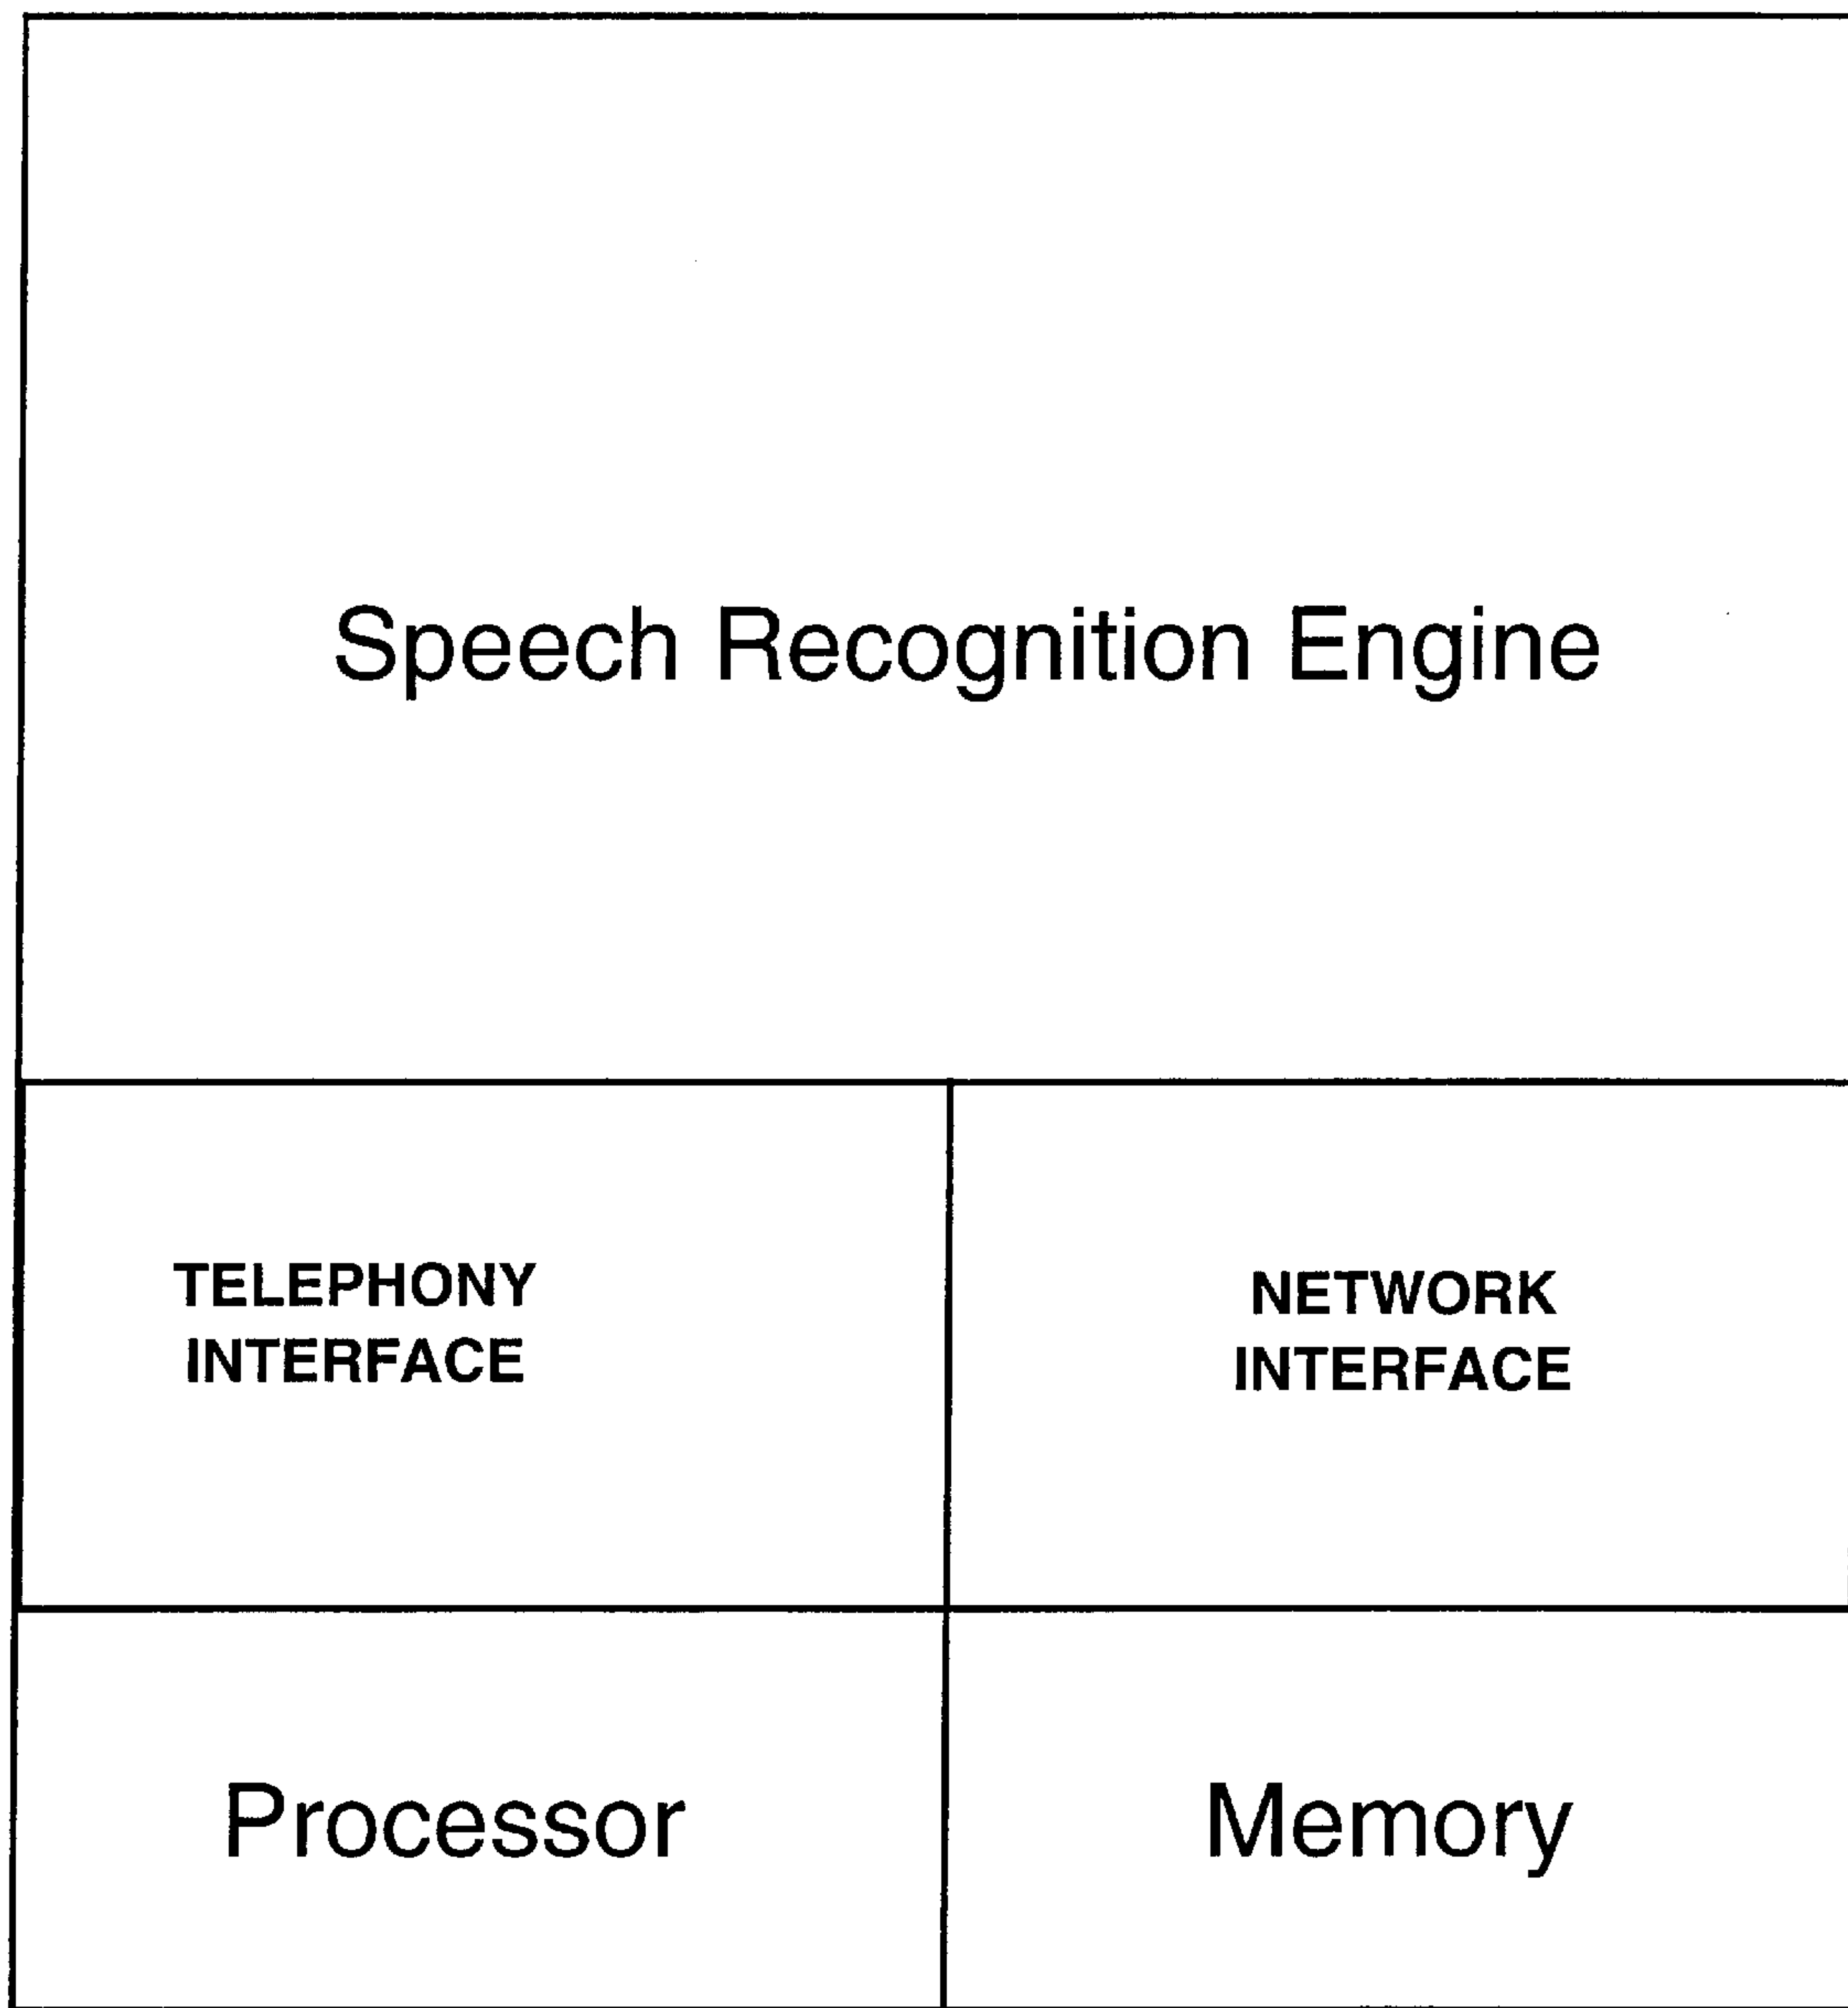 Speech Recognition Engine
TELEPHONY
INTERFACE
NETWORK
INTERFACE
Processor
Memory